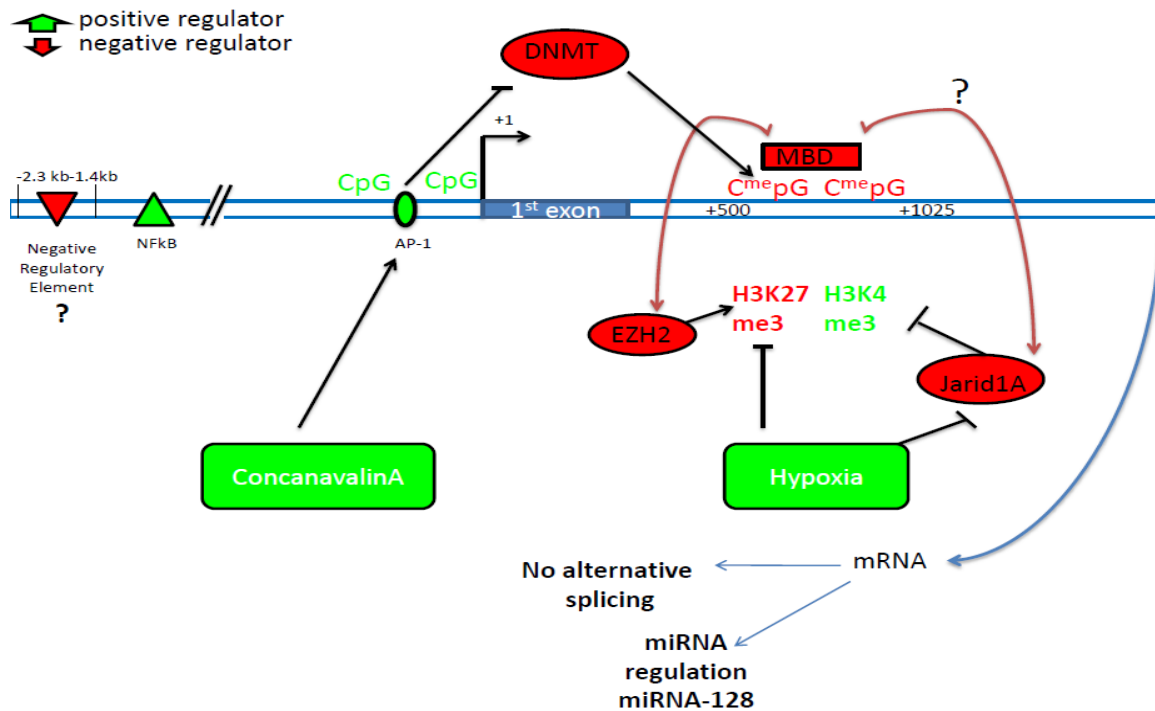 positive regulator
negative regulator
DNMT
?
+1
MBD
-2.3 kb-1.4kb
CpG
CpG
CᵐᵉpG CᵐᵉpG
1ˢᵗ exon
+500
+1025
NFkB
AP-1
Negative
Regulatory
Element
?
H3K27
me3
H3K4
me3
EZH2
Jarid1A
ConcanavalinA
Hypoxia
mRNA
No alternative
splicing
miRNA
regulation
miRNA-128